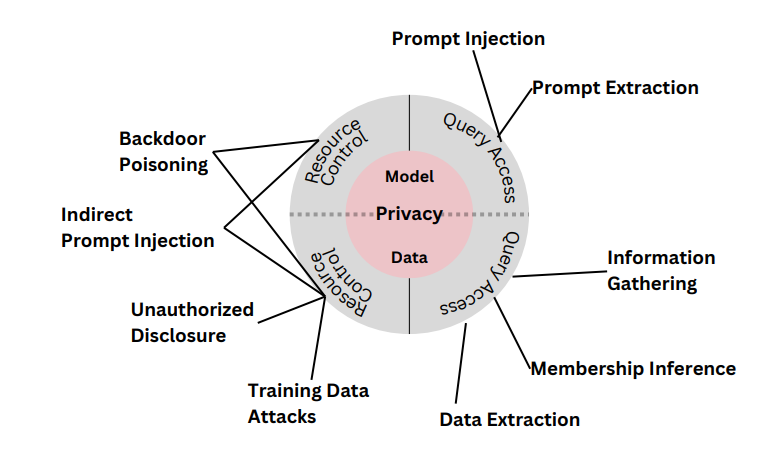 Prompt Injection
Prompt Extraction
Backdoor
Poisoning
Indirect
Prompt Injection
Unauthorized
Disclosure
Training Data
Attacks
Resource
Control
Query Access
Model
Privacy
Data
Resource
Control
Query Access
Information
Gathering
Membership Inference
Data Extraction